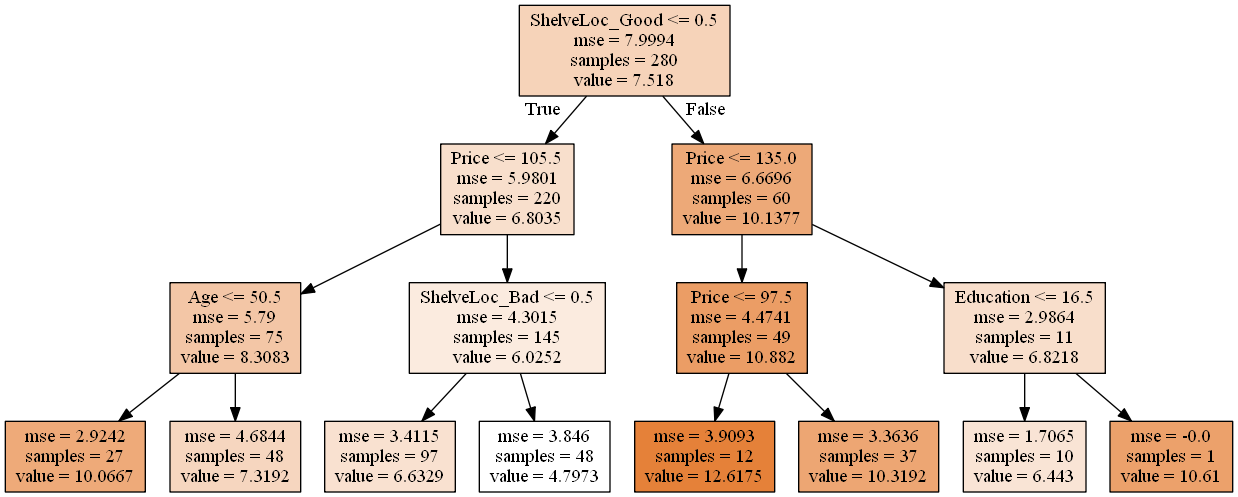 ShelveLoc_Good <= 0.5
mse = 7.9994
samples = 280
value = 7.518
True
False
Price <= 105.5
mse = 5.9801
samples = 220
value = 6.8035
Price <= 135.0
mse = 6.6696
samples = 60
value = 10.1377
Age <= 50.5
mse = 5.79
samples = 75
value = 8.3083
ShelveLoc_Bad <= 0.5
mse = 4.3015
samples = 145
value = 6.0252
Price <= 97.5
mse = 4.4741
samples = 49
value = 10.882
Education <= 16.5
mse = 2.9864
samples = 11
value = 6.8218
mse = 2.9242
samples = 27
value = 10.0667
mse = 4.6844
samples = 48
value = 7.3192
mse = 3.4115
samples = 97
value = 6.6329
mse = 3.846
samples = 48
value = 4.7973
mse = 3.9093
samples = 12
value = 12.6175
mse = 3.3636
samples = 37
value = 10.3192
mse = 1.7065
samples = 10
value = 6.443
mse = -0.0
samples = 1
value = 10.61